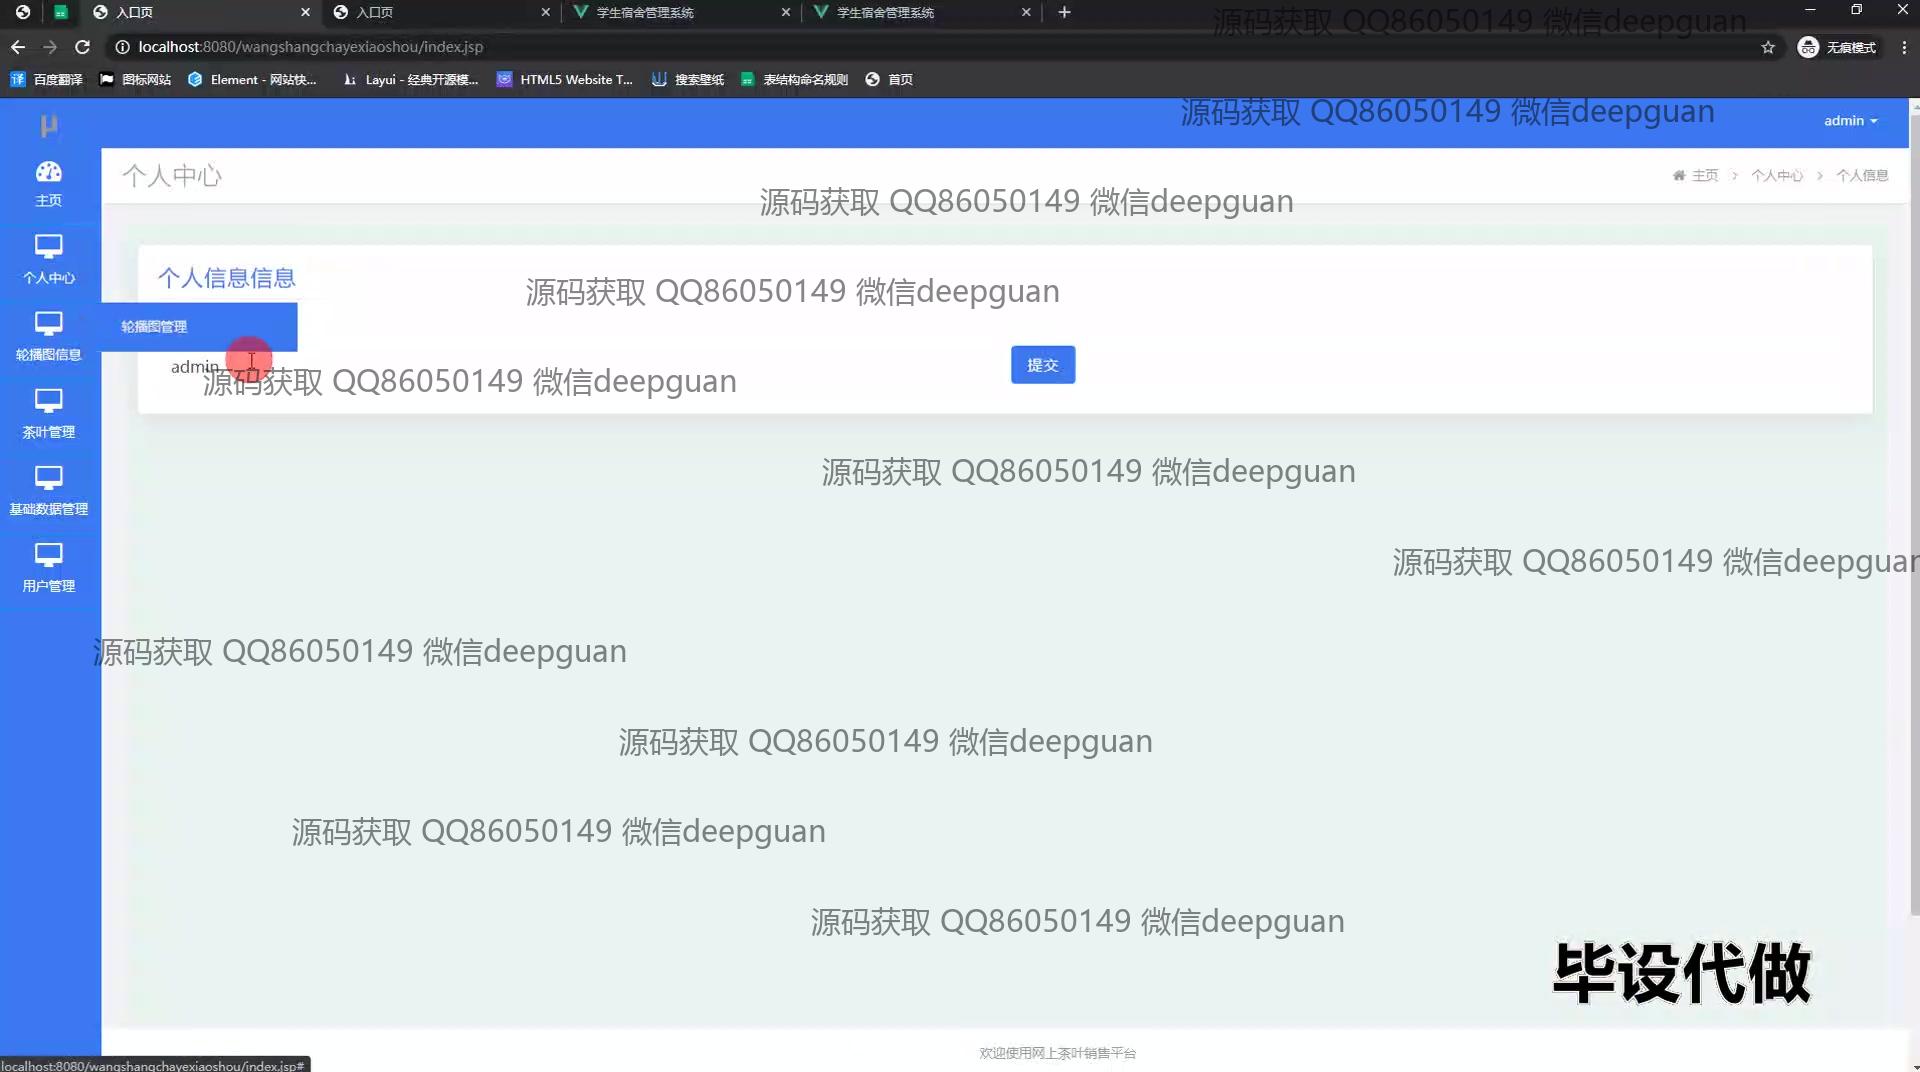 入口页
入口页
学生宿舍管理系统
学生宿舍管理系统
源码获取 QQ86050149 微信deepguan
localhost:8080/wangshangchayexiaoshou/index.jsp
无痕模式
译 百度翻译
图标网站
Element - 网站快...
Layui - 经典开源模...
HTML5 Website T...
搜索壁纸
表结构命名规则
首页
源码获取 QQ86050149 微信deepguan
admin
μ
主页
个人中心
主页 > 个人中心 > 个人信息
源码获取 QQ86050149 微信deepguan
个人中心
个人信息信息
源码获取 QQ86050149 微信deepguan
轮播图管理
轮播图信息
admin
提交
源码获取 QQ86050149 微信deepguan
茶叶管理
源码获取 QQ86050149 微信deepguan
基础数据管理
源码获取 QQ86050149 微信deepguan
用户管理
源码获取 QQ86050149 微信deepguan
源码获取 QQ86050149 微信deepguan
源码获取 QQ86050149 微信deepguan
源码获取 QQ86050149 微信deepguan
毕设代做
欢迎使用网上茶叶销售平台
localhost:8080/wangshangchayexiaoshou/index.jsp#